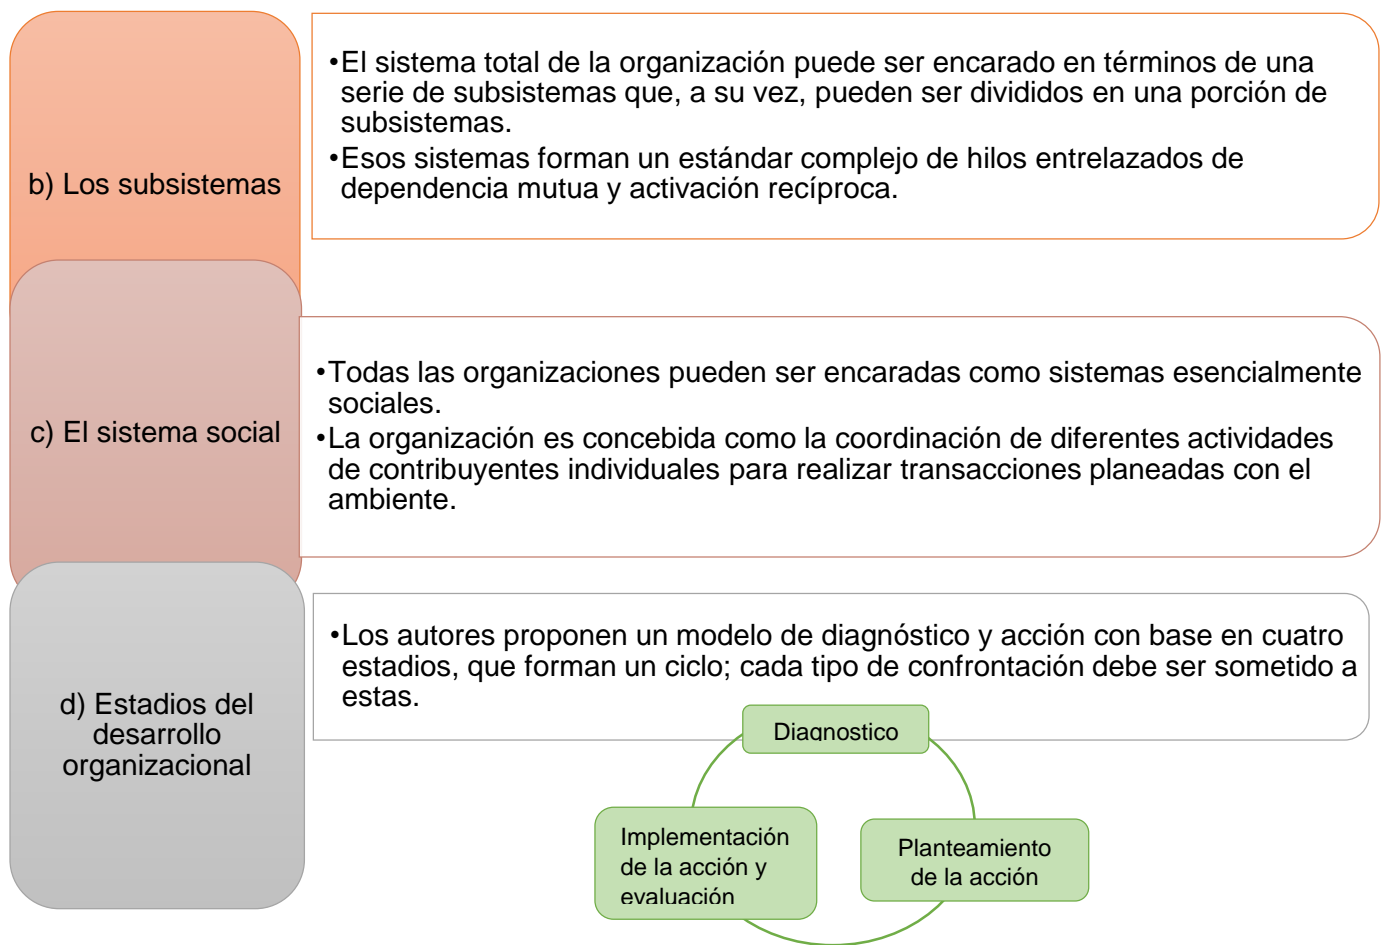 b) Los subsistemas
•El sistema total de la organización puede ser encarado en términos de una
serie de subsistemas que, a su vez, pueden ser divididos en una porción de
subsistemas.
•Esos sistemas forman un estándar complejo de hilos entrelazados de
dependencia mutua y activación recíproca.
c) El sistema social
•Todas las organizaciones pueden ser encaradas como sistemas esencialmente
sociales.
•La organización es concebida como la coordinación de diferentes actividades
de contribuyentes individuales para realizar transacciones planeadas con el
ambiente.
d) Estadios del
desarrollo
organizacional
•Los autores proponen un modelo de diagnóstico y acción con base en cuatro
estadios, que forman un ciclo; cada tipo de confrontación debe ser sometido a
estas.
Diagnostico
Implementación
de la acción y
evaluación
Planteamiento
de la acción